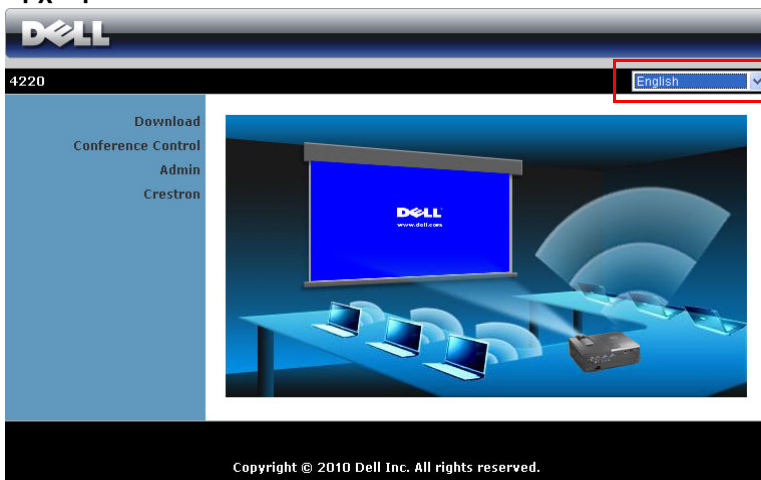 DELL
4220
English
Download
Conference Control
Admin
Crestron
DELL
www.dell.com
Copyright © 2010 Dell Inc. All rights reserved.